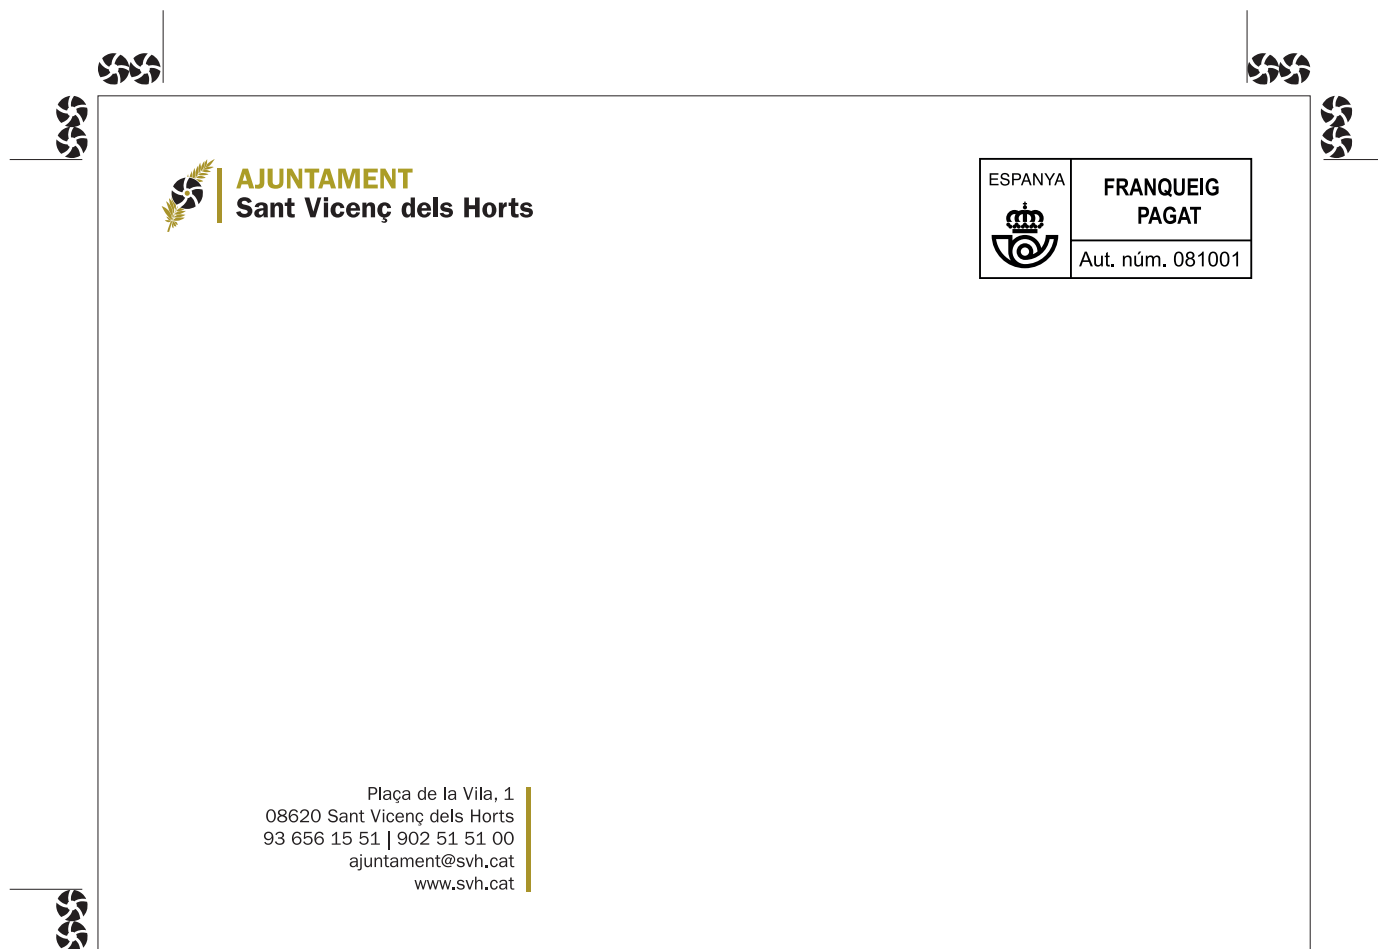 AJUNTAMENT
Sant Vicenç dels Horts
ESPANYA
FRANQUEIG
PAGAT
Aut. núm. 081001
Plaça de la Vila, 1
08620 Sant Vicenç dels Horts
93 656 15 51 | 902 51 51 00
ajuntament@svh.cat
www.svh.cat